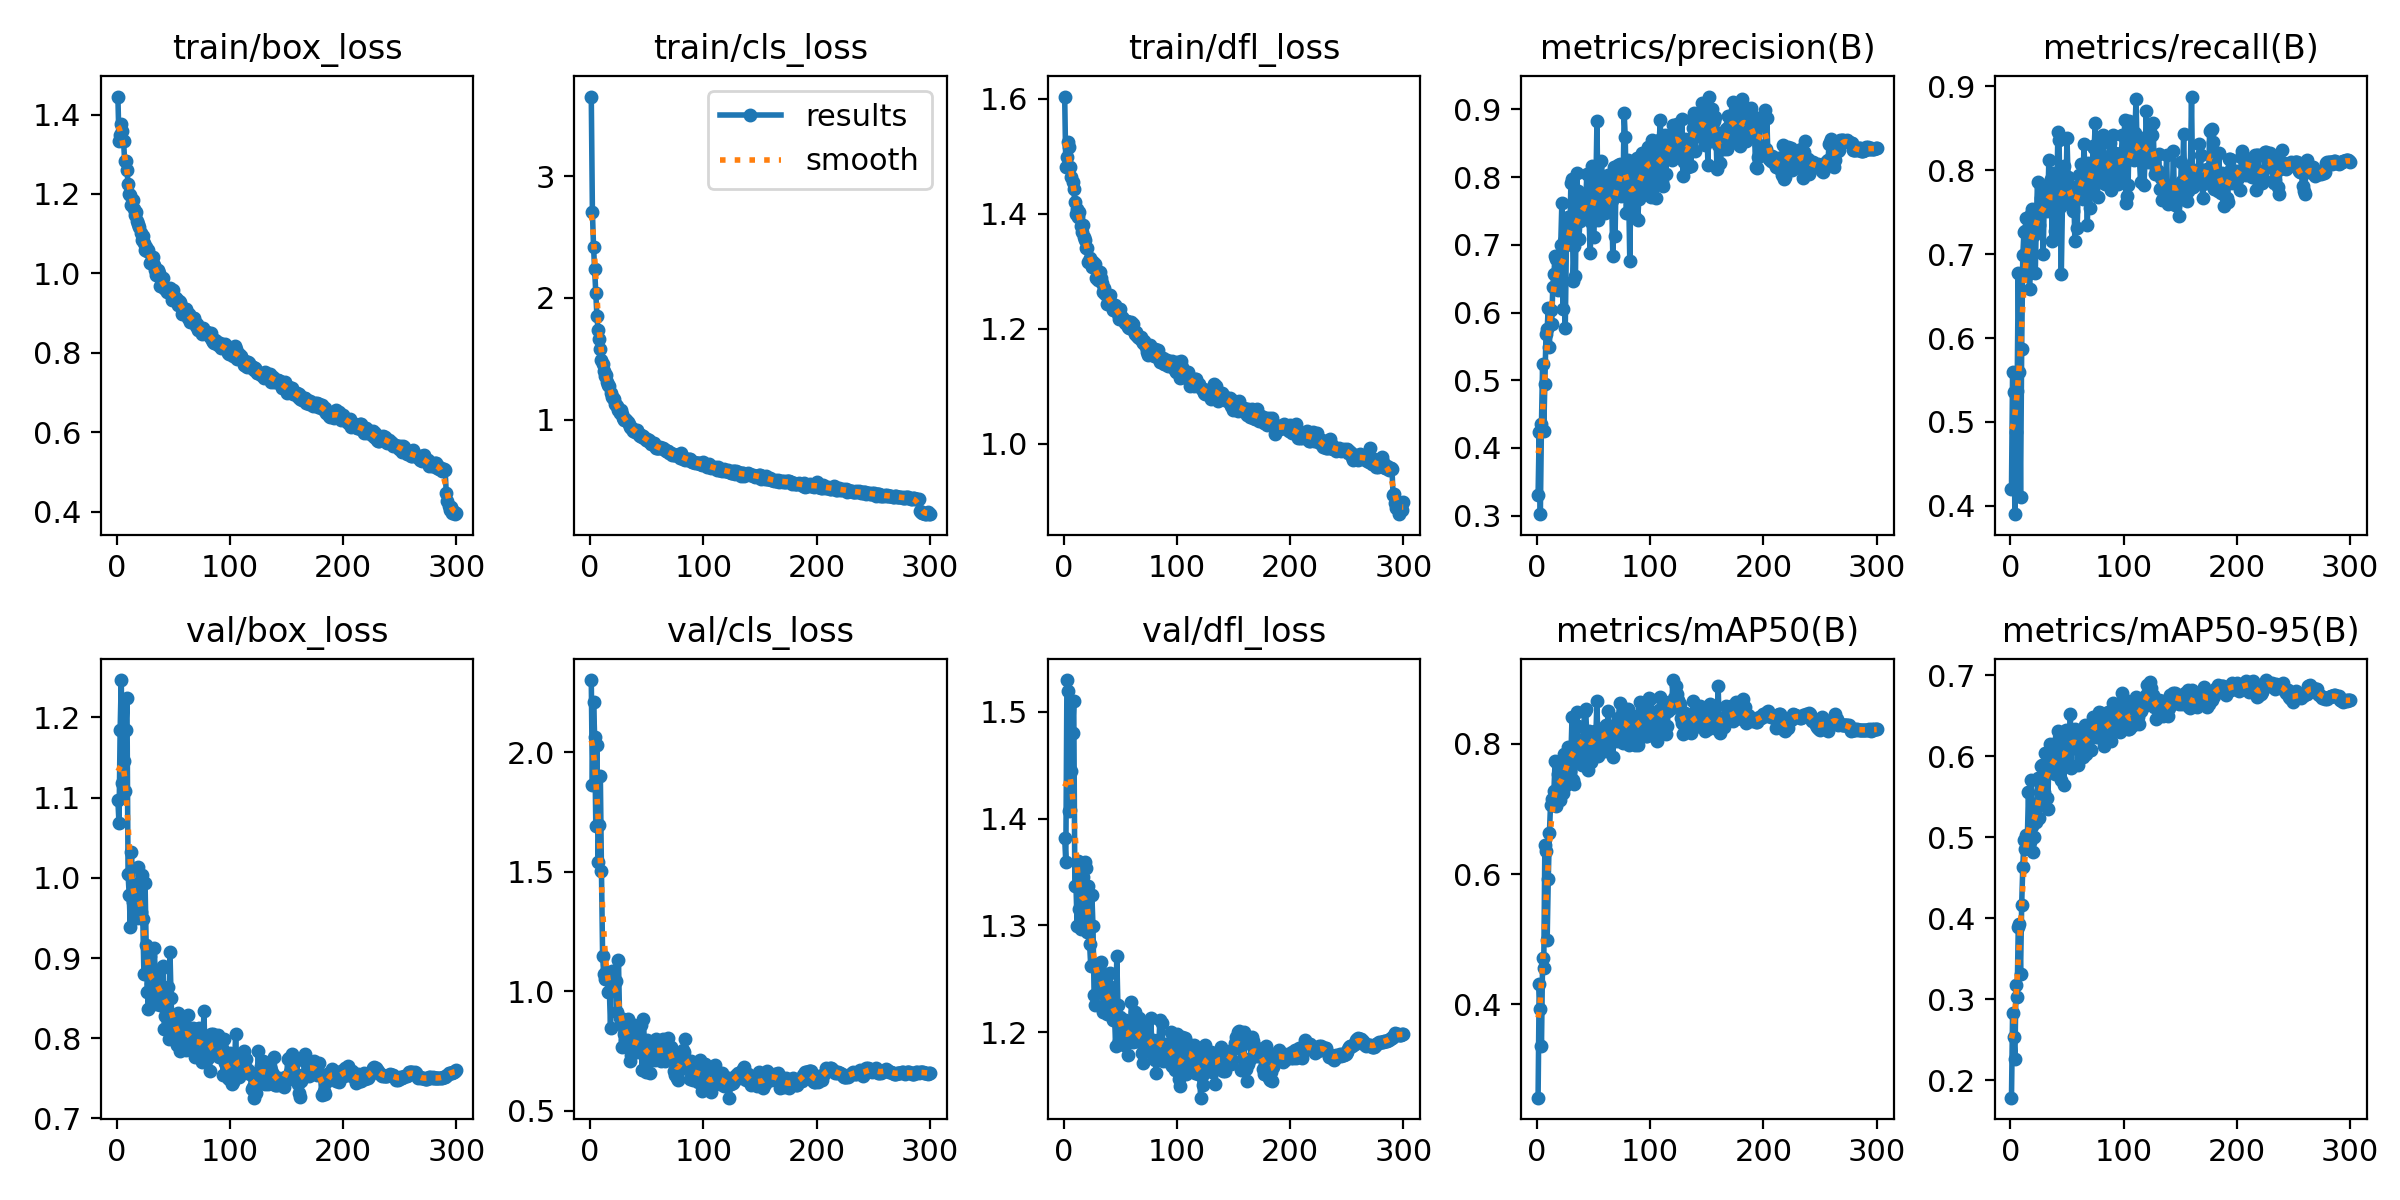 train/box_loss
1.4
1.2
1.0
0.8
0.6
0.4
0 100 200 300
train/cls_loss
results
smooth
3
2
1
0 100 200 300
train/dfl_loss
1.6
1.4
1.2
1.0
0 100 200 300
metrics/precision(B)
0.9
0.8
0.7
0.6
0.5
0.4
0.3
0 100 200 300
metrics/recall(B)
0.9
0.8
0.7
0.6
0.5
0.4
0 100 200 300
val/box_loss
1.2
1.1
1.0
0.9
0.8
0.7
0 100 200 300
val/cls_loss
2.0
1.5
1.0
0.5
0 100 200 300
val/dfl_loss
1.5
1.4
1.3
1.2
0 100 200 300
metrics/mAP50(B)
0.8
0.6
0.4
0 100 200 300
metrics/mAP50-95(B)
0.7
0.6
0.5
0.4
0.3
0.2
0 100 200 300